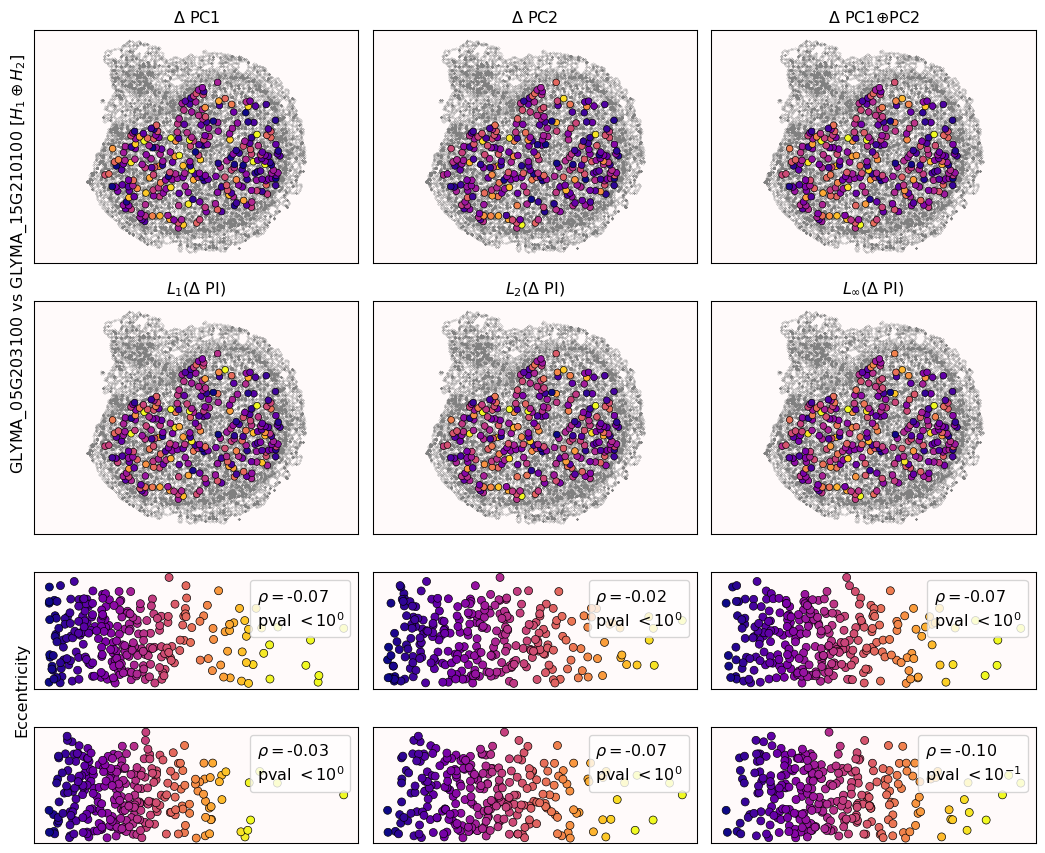 Δ PC1
Δ PC2
Δ PC1⊕PC2
GLYMA_05G203100 vs GLYMA_15G210100 [H₁ ⊕ H₂]
L₁(Δ PI)
L₂(Δ PI)
L∞(Δ PI)
Eccentricity
ρ = -0.07
pval < 10⁰
ρ = -0.02
pval < 10⁰
ρ = -0.07
pval < 10⁰
ρ = -0.03
pval < 10⁰
ρ = -0.07
pval < 10⁰
ρ = -0.10
pval < 10⁻¹